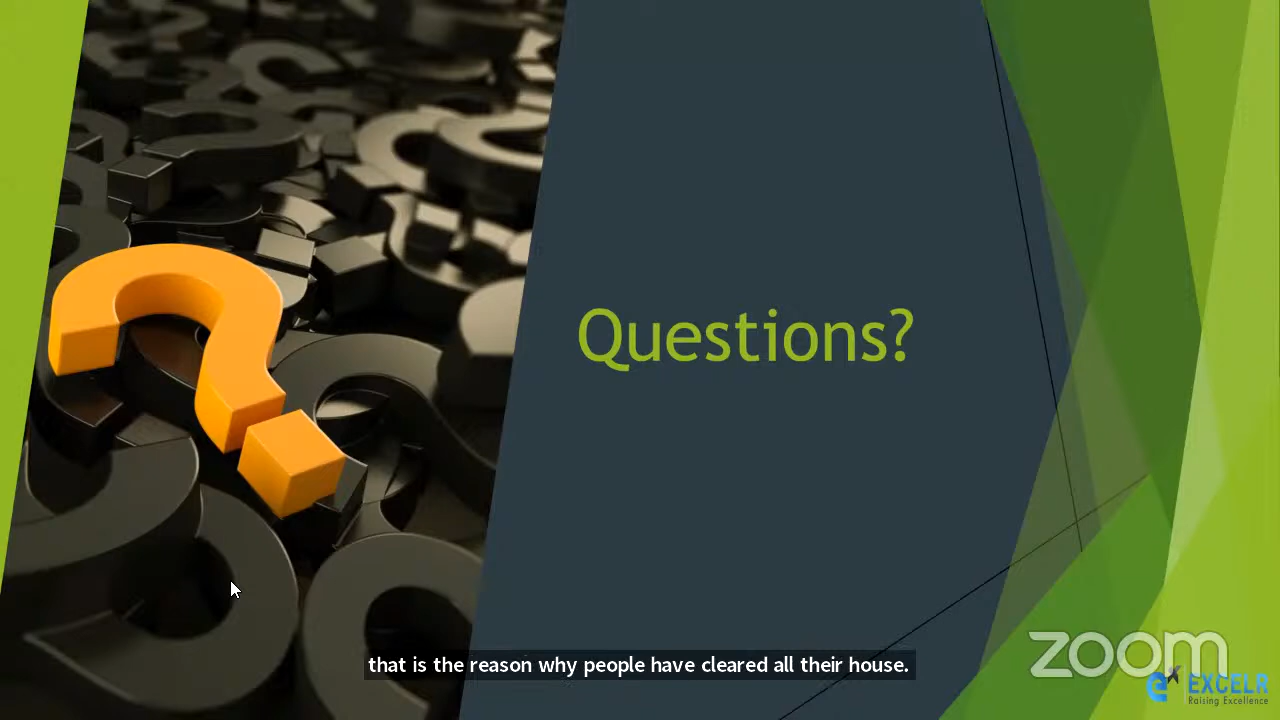 Questions?
that is the reason why people have cleared all their house.
zoom
EXCELR
Raising Excellence